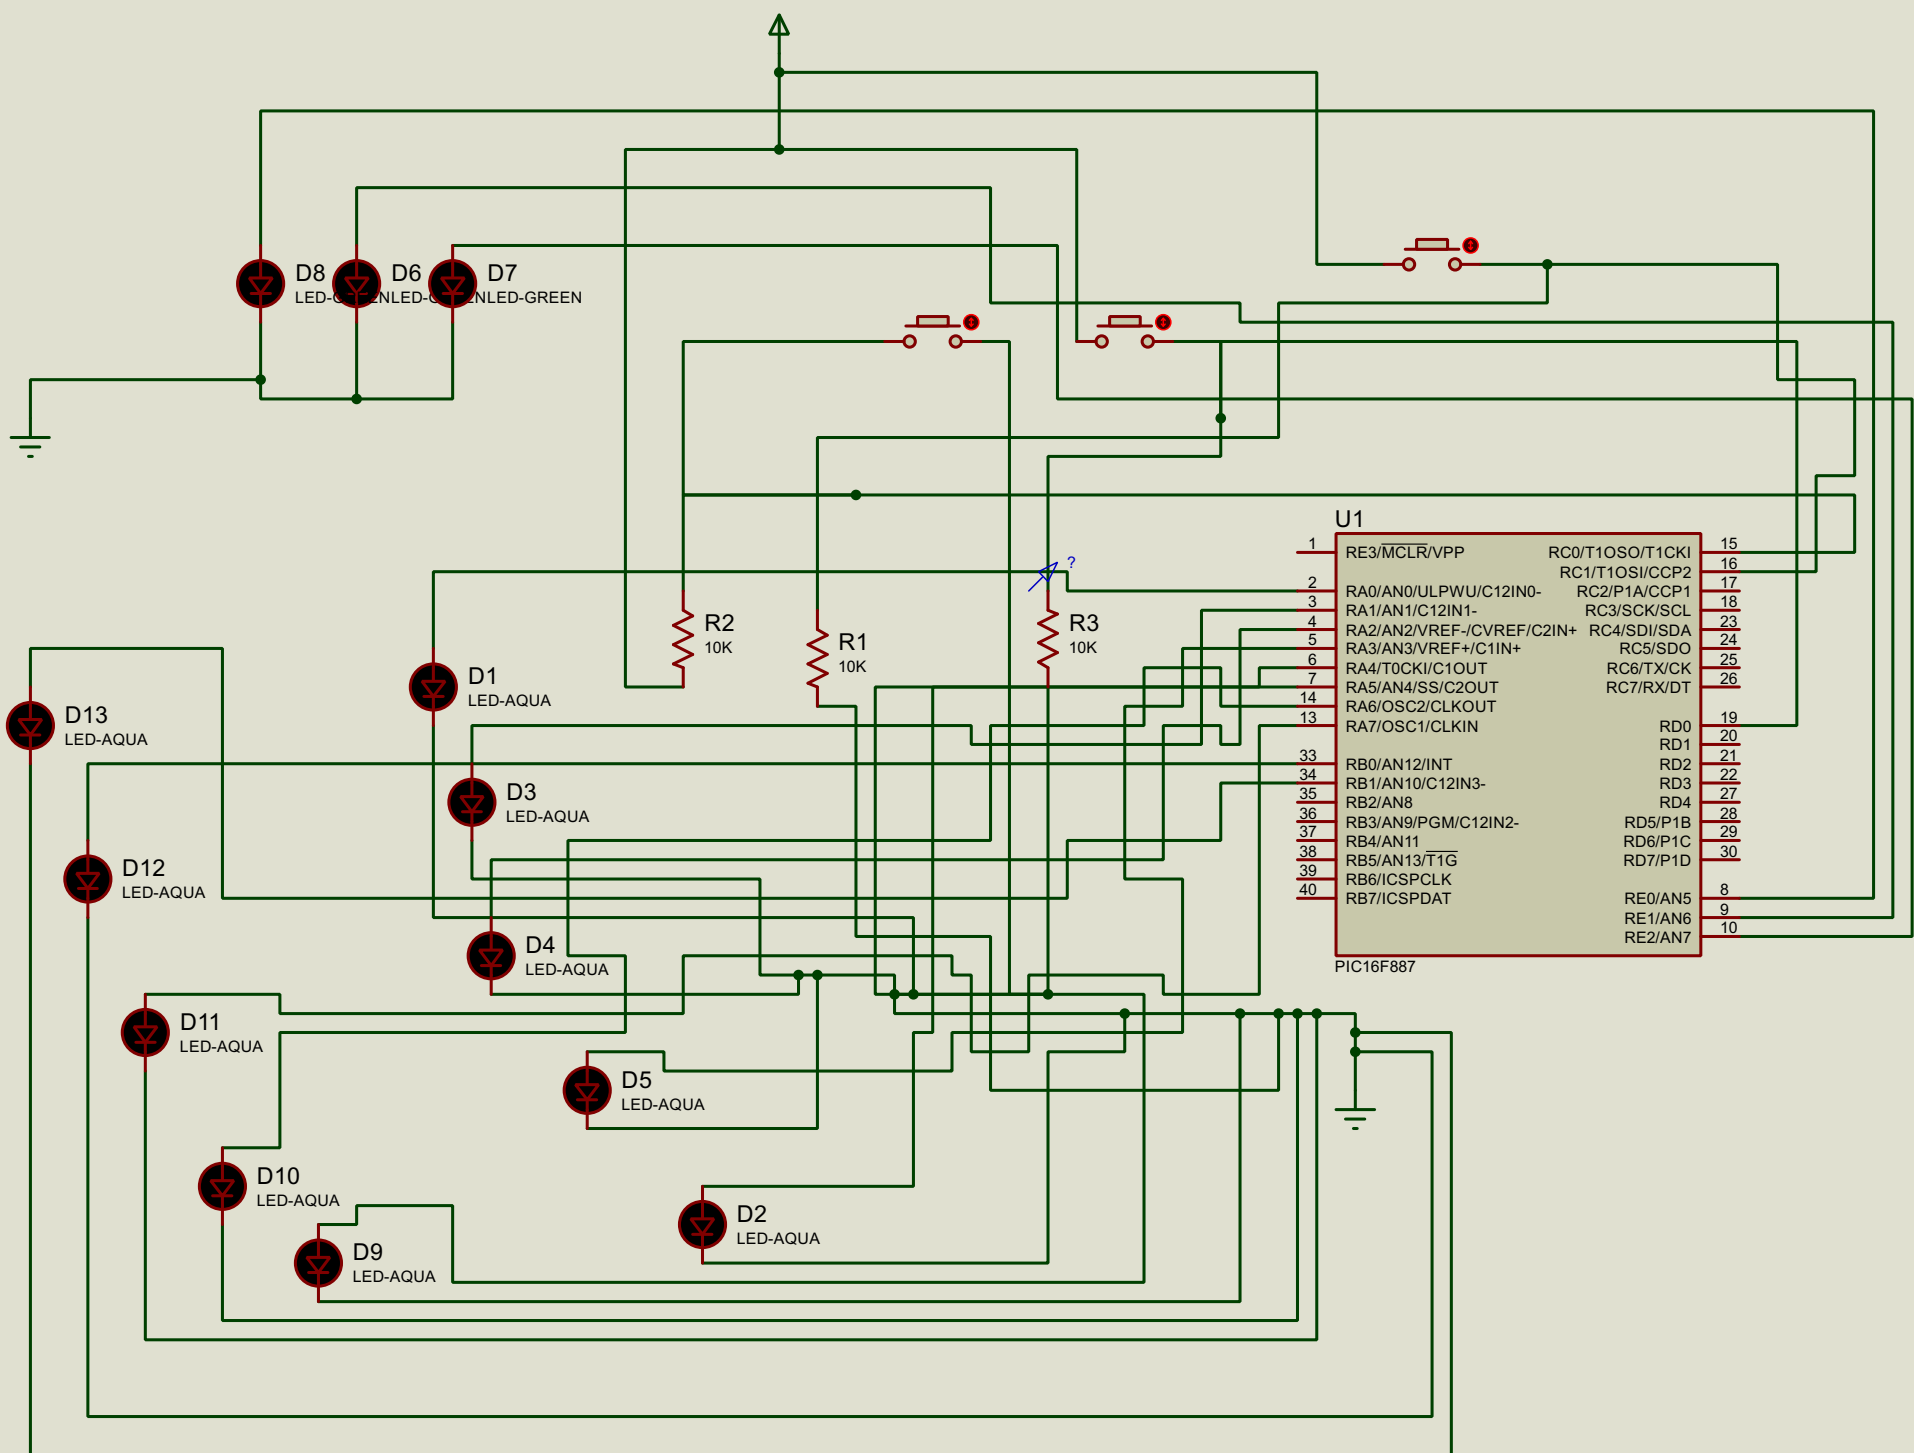 D8
LED-G
D6
ENLED-G
D7
ENLED-GREEN
?
U1
1
RE3/MCLR/VPP
2
RA0/AN0/ULPWU/C12IN0-
3
RA1/AN1/C12IN1-
4
RA2/AN2/VREF-/CVREF/C2IN+
5
RA3/AN3/VREF+/C1IN+
6
RA4/T0CKI/C1OUT
7
RA5/AN4/SS/C2OUT
14
RA6/OSC2/CLKOUT
13
RA7/OSC1/CLKIN
33
RB0/AN12/INT
34
RB1/AN10/C12IN3-
35
RB2/AN8
36
RB3/AN9/PGM/C12IN2-
37
RB4/AN11
38
RB5/AN13/T1G
39
RB6/ICSPCLK
40
RB7/ICSPDAT
RC0/T1OSO/T1CKI
15
RC1/T1OSI/CCP2
16
RC2/P1A/CCP1
17
RC3/SCK/SCL
18
RC4/SDI/SDA
23
RC5/SDO
24
RC6/TX/CK
25
RC7/RX/DT
26
RD0
19
RD1
20
RD2
21
RD3
22
RD4
27
RD5/P1B
28
RD6/P1C
29
RD7/P1D
30
RE0/AN5
8
RE1/AN6
9
RE2/AN7
10
PIC16F887
R2
10K
R1
10K
R3
10K
D1
LED-AQUA
D13
LED-AQUA
D3
LED-AQUA
D12
LED-AQUA
D4
LED-AQUA
D11
LED-AQUA
D5
LED-AQUA
D10
LED-AQUA
D2
LED-AQUA
D9
LED-AQUA